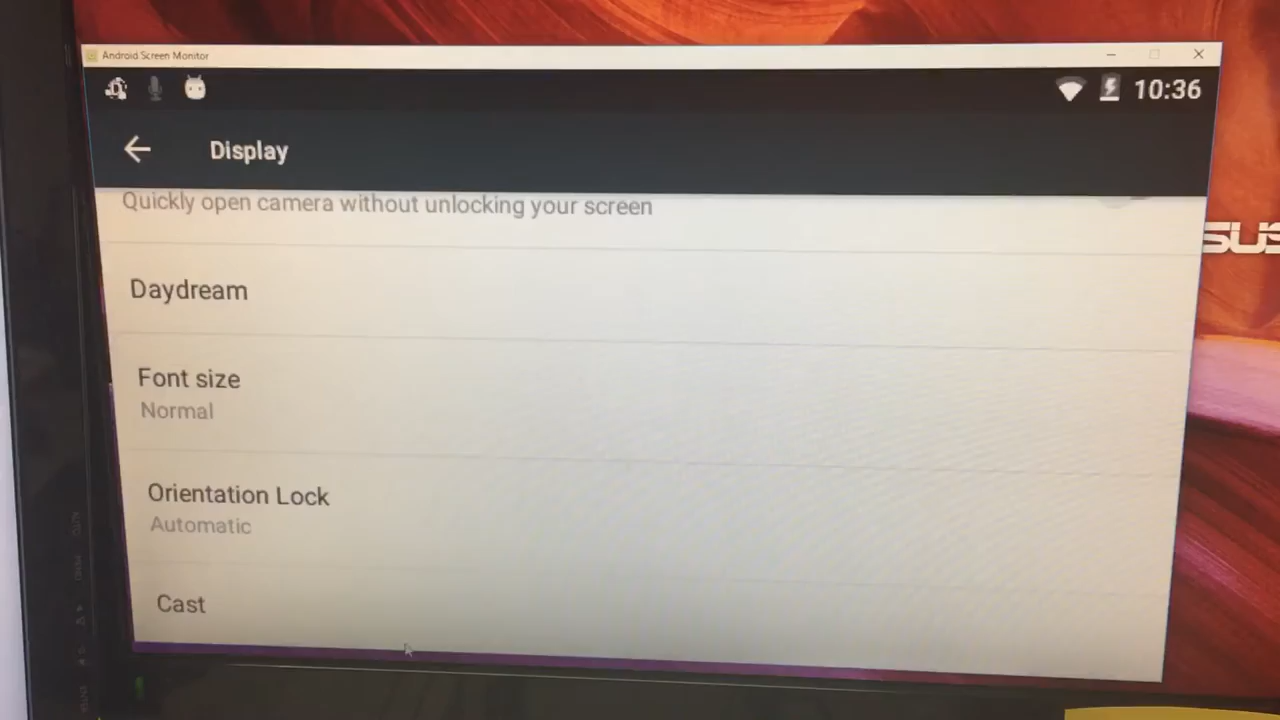 Android Screen Monitor
10:36
Display
Quickly open camera without unlocking your screen
SUS
Daydream
Font size
Normal
Orientation Lock
Automatic
Cast